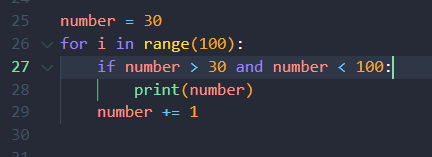 25 number = 30
26 for i in range(100):
27     if number > 30 and number < 100:
28         print(number)
29     number += 1
30